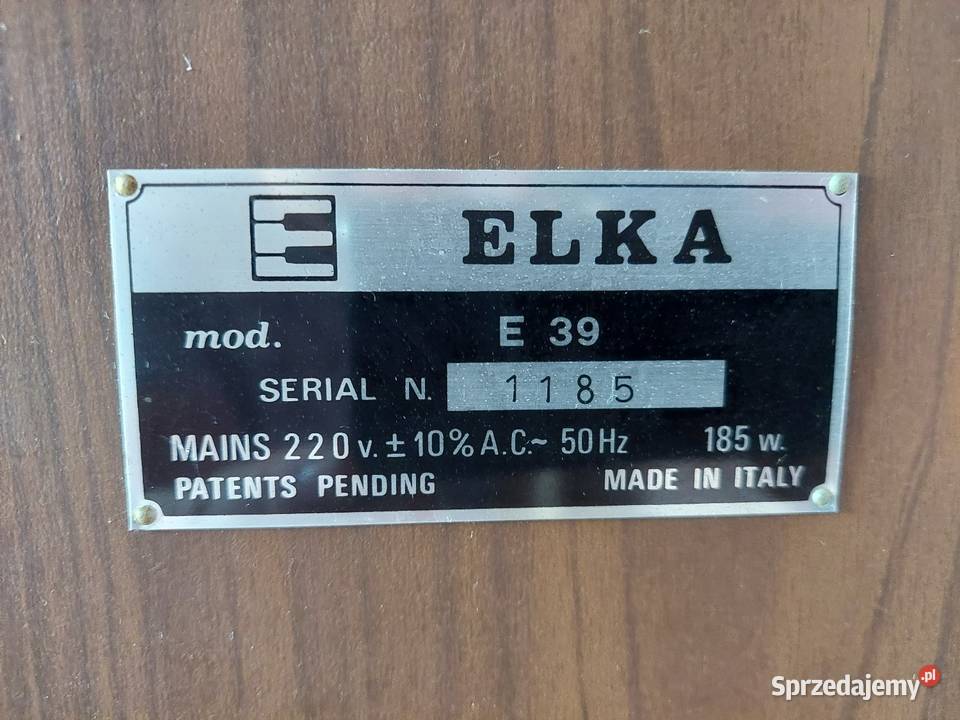 ELKA
mod. E 39
SERIAL N. 1185
MAINS 220 v. ± 10% A.C.~ 50Hz 185 w.
PATENTS PENDING MADE IN ITALY
Sprzedajemy.pl